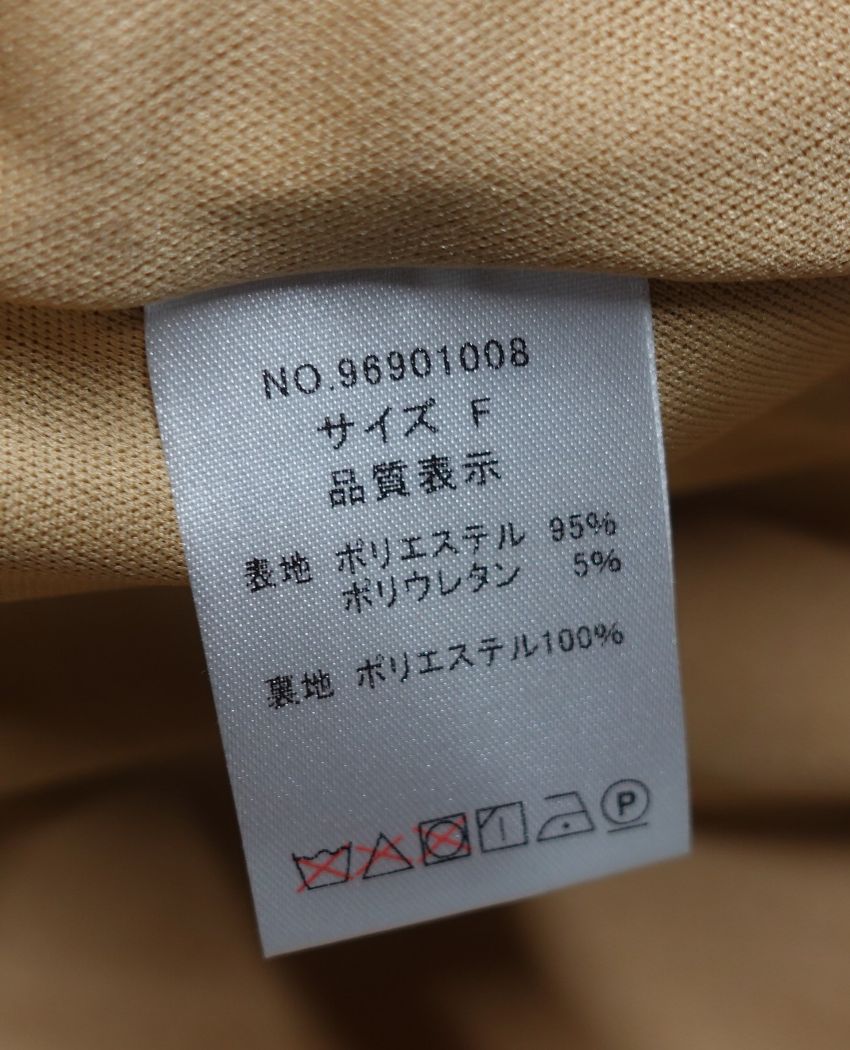 NO.96901008
サイズ F
品質表示
表地 ポリエステル 95%
ポリウレタン 5%
裏地 ポリエステル100%
P